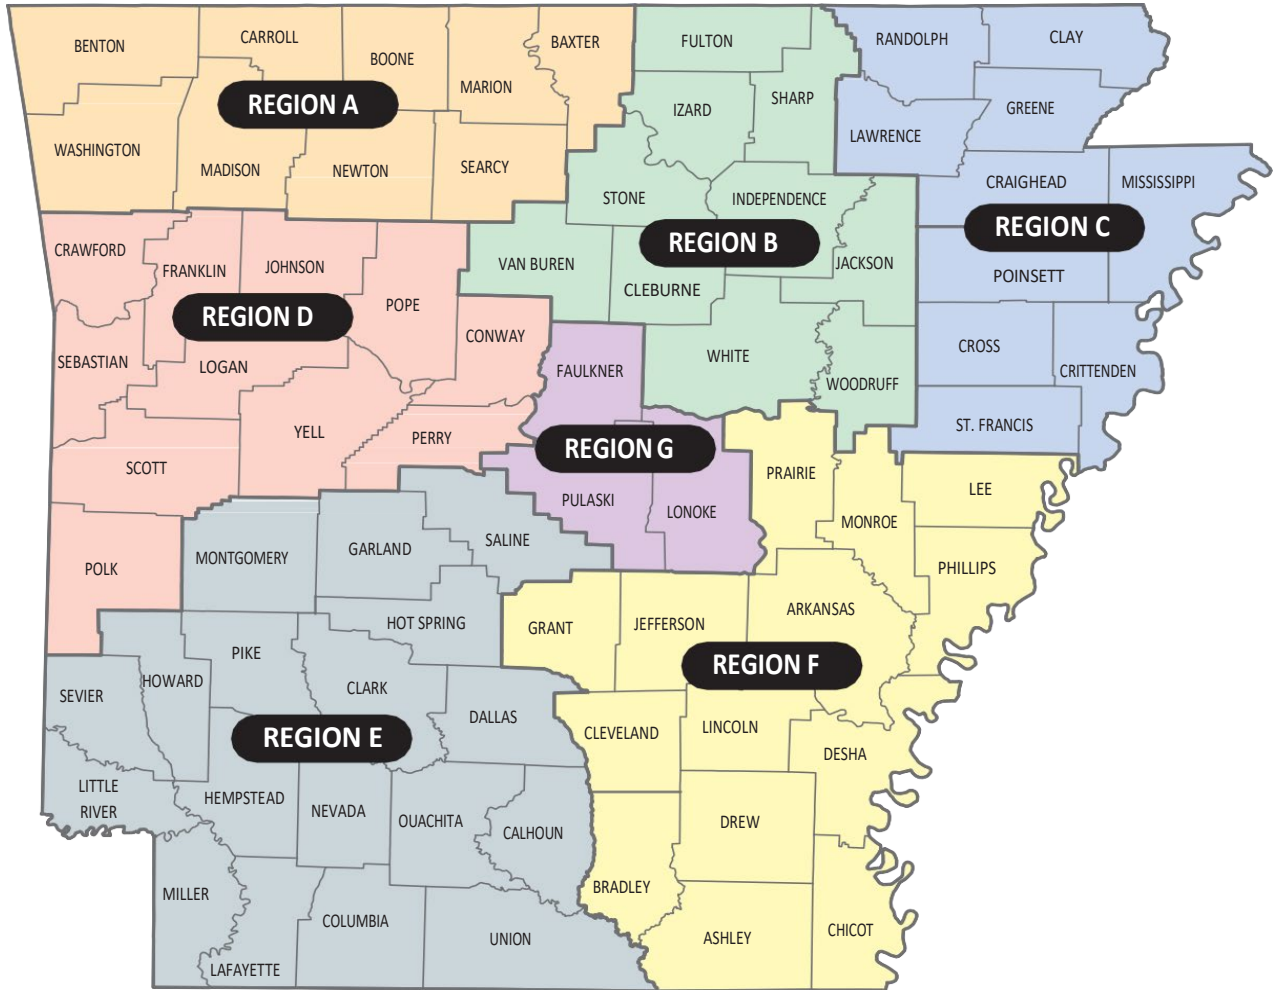 BENTON
CARROLL
BOONE
MARION
BAXTER
REGION A
WASHINGTON
MADISON
NEWTON
SEARCY
FULTON
SHARP
IZARD
STONE
INDEPENDENCE
REGION B
VAN BUREN
CLEBURNE
JACKSON
WHITE
WOODRUFF
RANDOLPH
CLAY
GREENE
LAWRENCE
CRAIGHEAD
MISSISSIPPI
REGION C
POINSETT
CROSS
CRITTENDEN
ST. FRANCIS
CRAWFORD
FRANKLIN
JOHNSON
POPE
REGION D
CONWAY
SEBASTIAN
LOGAN
YELL
PERRY
SCOTT
POLK
FAULKNER
REGION G
PULASKI
LONOKE
MONTGOMERY
GARLAND
SALINE
HOT SPRING
PIKE
CLARK
SEVIER
HOWARD
DALLAS
REGION E
LITTLE
RIVER
HEMPSTEAD
NEVADA
OUACHITA
CALHOUN
MILLER
LAFAYETTE
COLUMBIA
UNION
PRAIRIE
MONROE
LEE
PHILLIPS
ARKANSAS
GRANT
JEFFERSON
REGION F
CLEVELAND
LINCOLN
DESHA
DREW
BRADLEY
ASHLEY
CHICOT